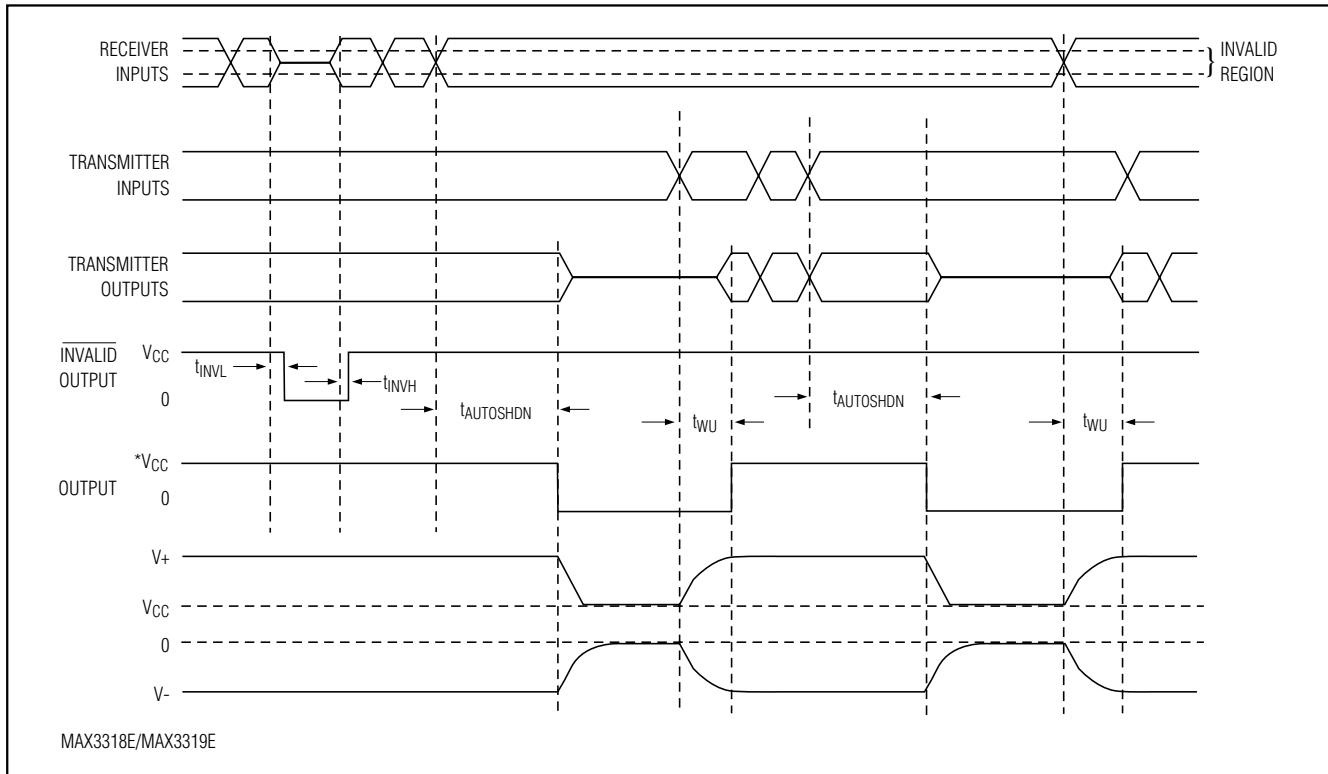 RECEIVER
INPUTS
INVALID
REGION
TRANSMITTER
INPUTS
TRANSMITTER
OUTPUTS
INVALID
OUTPUT
VCC
0
tINVL
tINVH
tAUTOSHDN
tWU
tAUTOSHDN
tWU
OUTPUT
*VCC
0
V+
VCC
0
V-
MAX3318E/MAX3319E